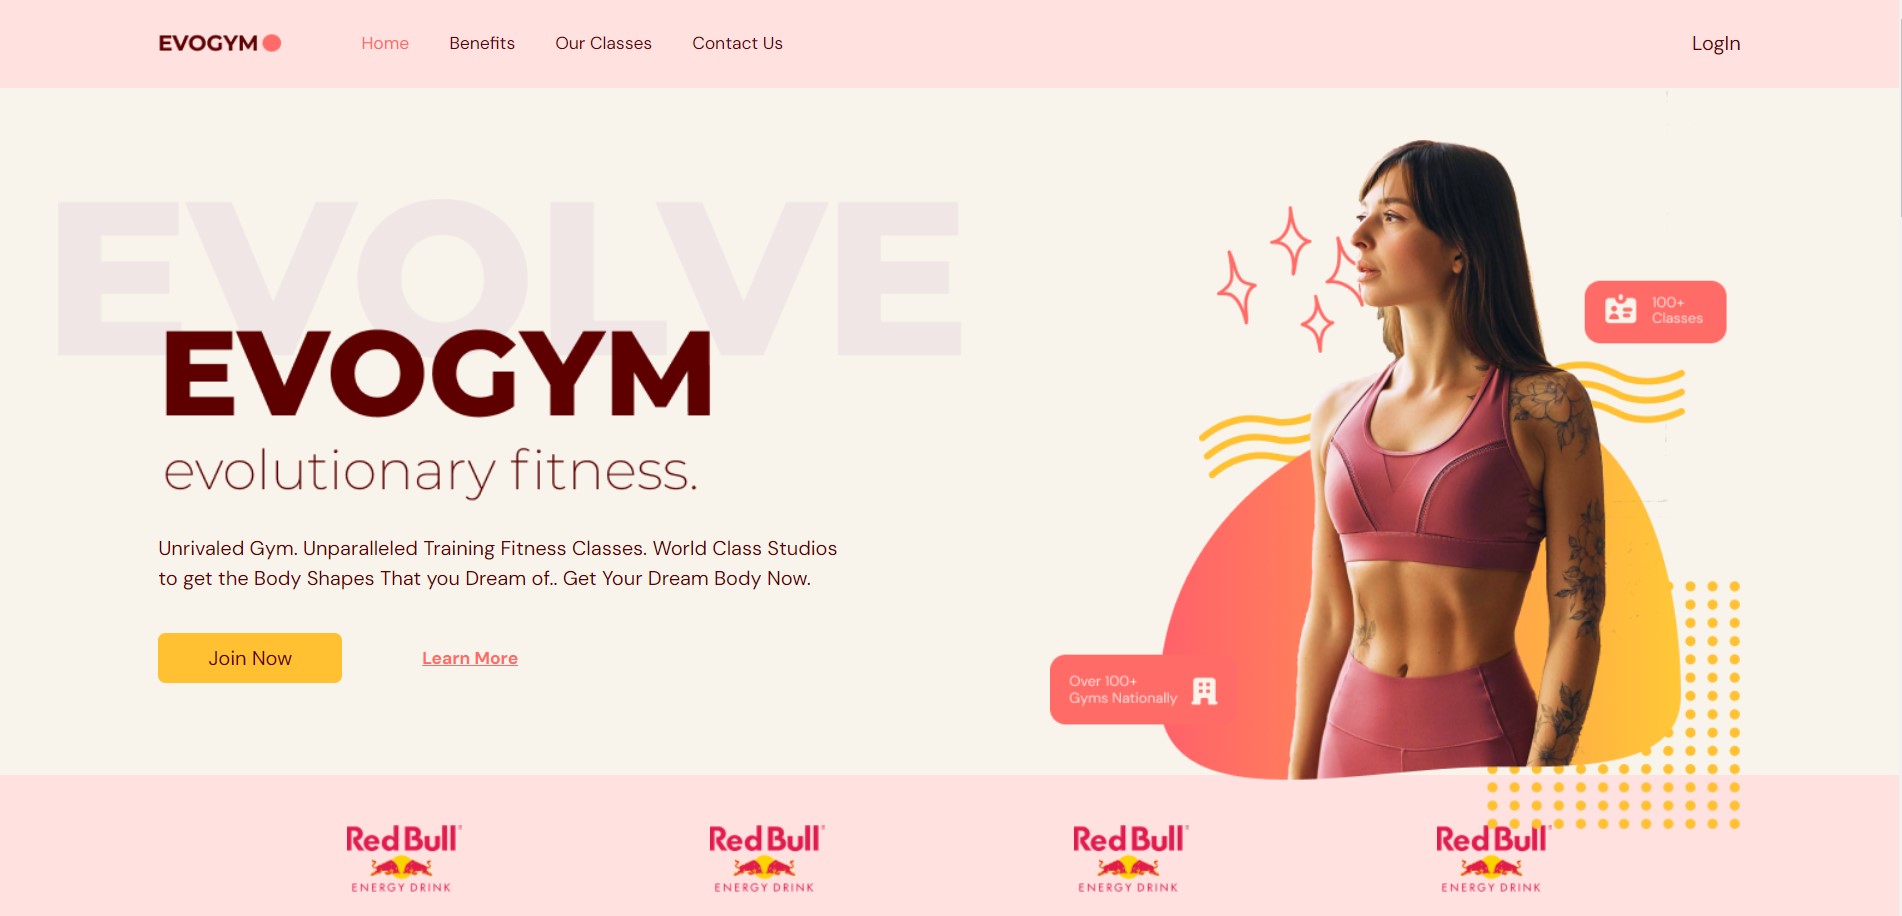 EVOGYM
Home Benefits Our Classes Contact Us
LogIn
EVOLVE
EVOGYM
evolutionary fitness.
Unrivaled Gym. Unparalleled Training Fitness Classes. World Class Studios
to get the Body Shapes That you Dream of.. Get Your Dream Body Now.
Join Now
Learn More
100+
Classes
Over 100+
Gyms Nationally
Red Bull
ENERGY DRINK
Red Bull
ENERGY DRINK
Red Bull
ENERGY DRINK
Red Bull
ENERGY DRINK